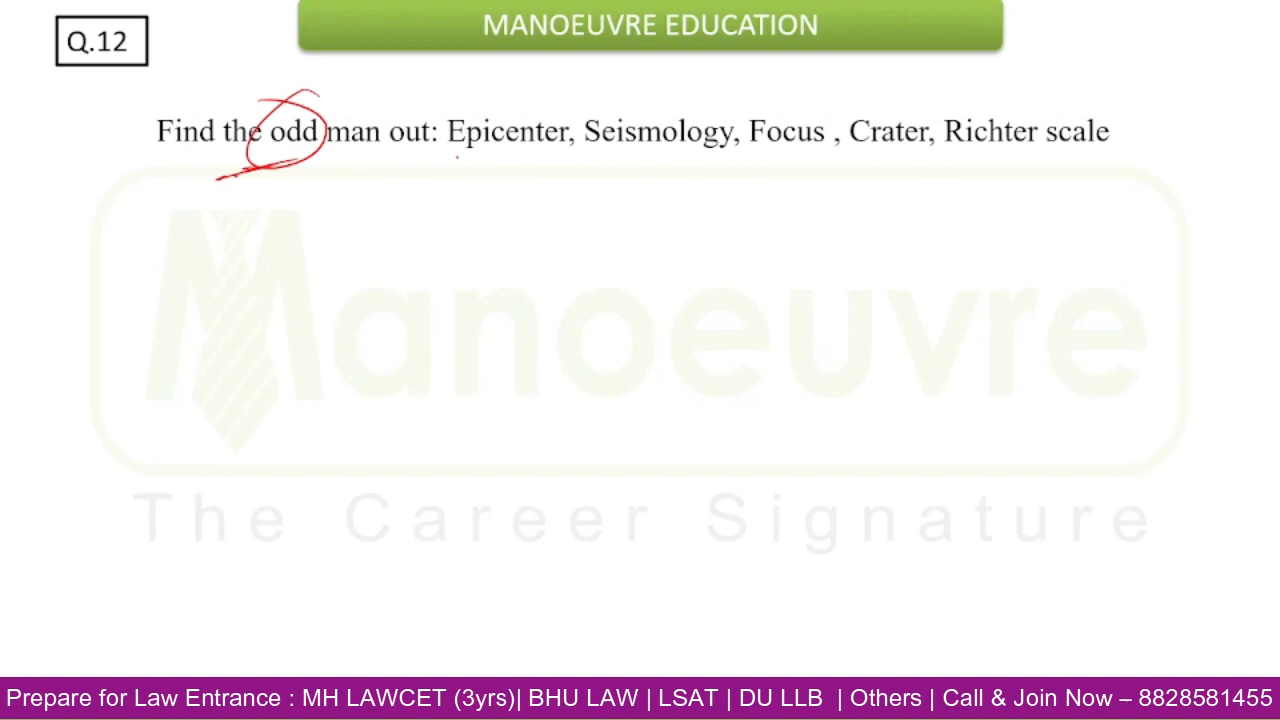 MANOEUVRE EDUCATION
Q.12
Find the odd man out: Epicenter, Seismology, Focus , Crater, Richter scale
Manoeuvre
The Career Signature
Prepare for Law Entrance : MH LAWCET (3yrs)| BHU LAW | LSAT | DU LLB | Others | Call & Join Now – 8828581455